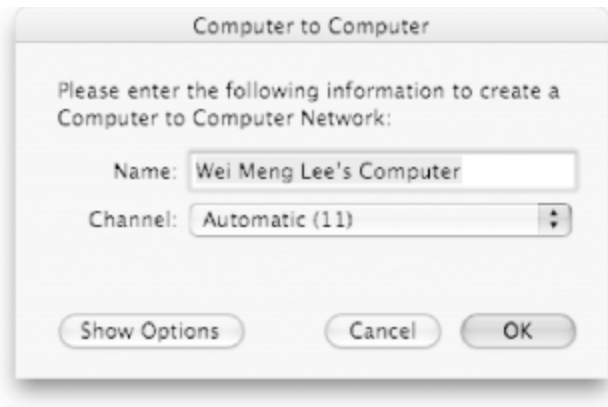 Computer to Computer
Please enter the following information to create a
Computer to Computer Network:
Name: Wei Meng Lee's Computer
Channel: Automatic (11)
Show Options Cancel OK